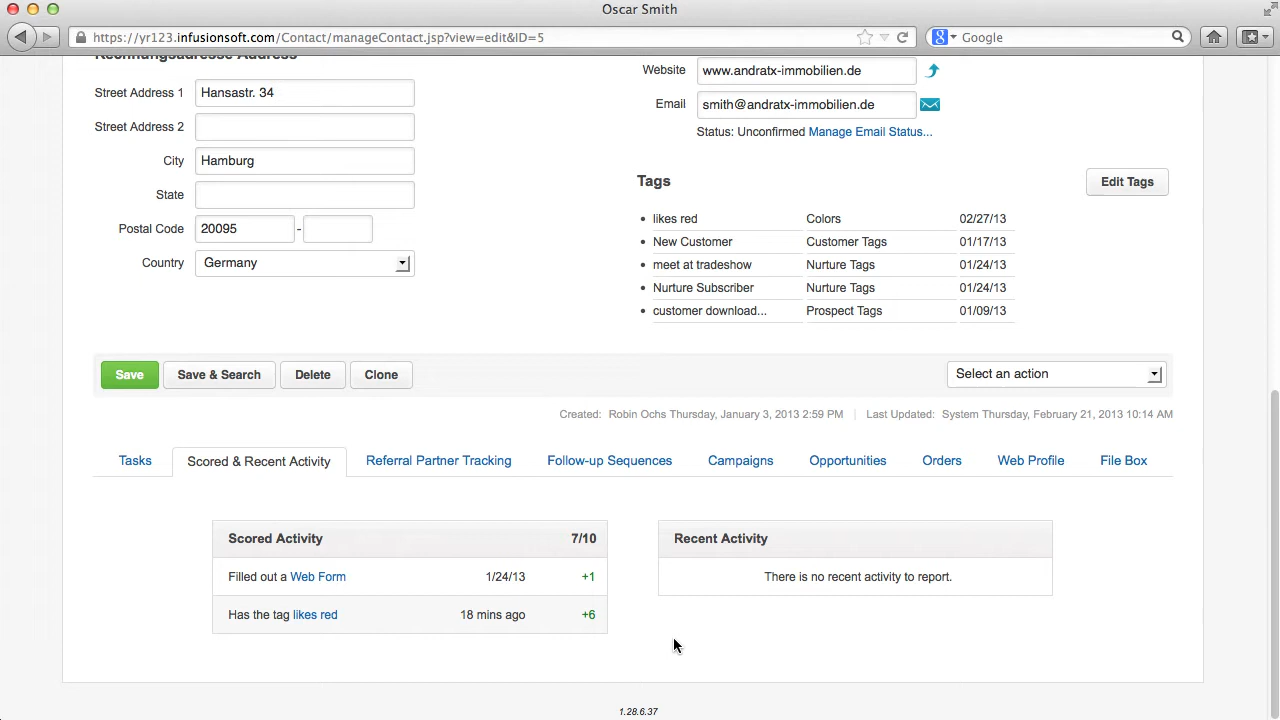 Oscar Smith
https://yr123.infusionsoft.com/Contact/manageContact.jsp?view=edit&ID=5
Google
Rechnungsadresse Address
Street Address 1 Hansastr. 34
Street Address 2
City Hamburg
State
Postal Code 20095 -
Country Germany
Website www.andratx-immobilien.de
Email smith@andratx-immobilien.de
Status: Unconfirmed Manage Email Status...
Tags Edit Tags
• likes red Colors 02/27/13
• New Customer Customer Tags 01/17/13
• meet at tradeshow Nurture Tags 01/24/13
• Nurture Subscriber Nurture Tags 01/24/13
• customer download... Prospect Tags 01/09/13
Save Save & Search Delete Clone Select an action
Created: Robin Ochs Thursday, January 3, 2013 2:59 PM | Last Updated: System Thursday, February 21, 2013 10:14 AM
Tasks Scored & Recent Activity Referral Partner Tracking Follow-up Sequences Campaigns Opportunities Orders Web Profile File Box
Scored Activity 7/10
Filled out a Web Form 1/24/13 +1
Has the tag likes red 18 mins ago +6
Recent Activity
There is no recent activity to report.
1.28.6.37